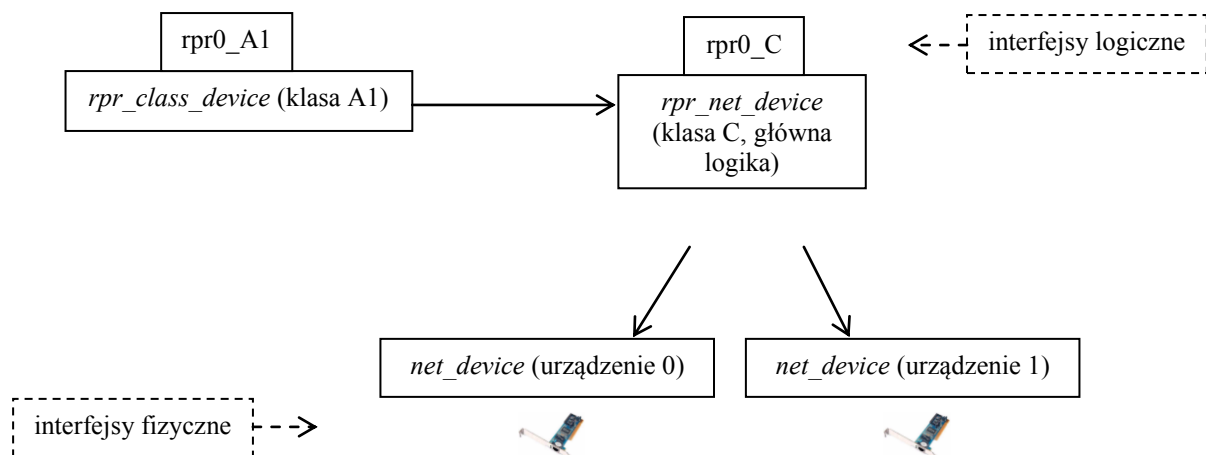 rpr0_A1
rpr0_C
interfejsy logiczne
rpr_class_device (klasa A1)
rpr_net_device
(klasa C, główna
logika)
net_device (urządzenie 0)
net_device (urządzenie 1)
interfejsy fizyczne